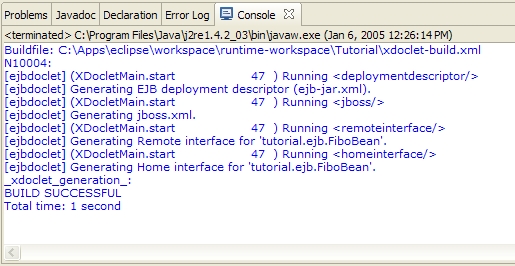 Problems Javadoc Declaration Error Log Console
<terminated> C:\Program Files\Java\j2re1.4.2_03\bin\javaw.exe (Jan 6, 2005 12:26:14 PM)
Buildfile: C:\Apps\eclipse\workspace\runtime-workspace\Tutorial\xdoclet-build.xml
N10004:
[ejbdoclet] (XDocletMain.start                    47  ) Running <deploymentdescriptor/>
[ejbdoclet] Generating EJB deployment descriptor (ejb-jar.xml).
[ejbdoclet] (XDocletMain.start                    47  ) Running <jboss/>
[ejbdoclet] Generating jboss.xml.
[ejbdoclet] (XDocletMain.start                    47  ) Running <remoteinterface/>
[ejbdoclet] Generating Remote interface for 'tutorial.ejb.FiboBean'.
[ejbdoclet] (XDocletMain.start                    47  ) Running <homeinterface/>
[ejbdoclet] Generating Home interface for 'tutorial.ejb.FiboBean'.
_xdoclet_generation_:
BUILD SUCCESSFUL
Total time: 1 second